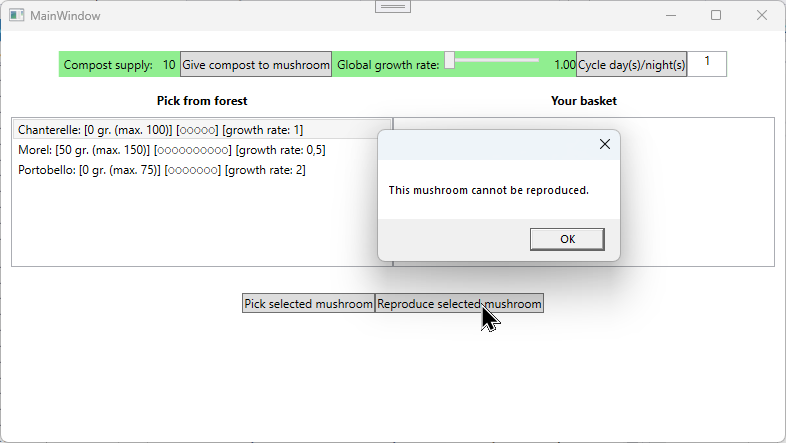 MainWindow
Compost supply: 10 Give compost to mushroom Global growth rate: 1.00 Cycle day(s)/night(s) 1
Pick from forest Your basket
Chanterelle: [0 gr. (max. 100)] [○○○○○] [growth rate: 1]
Morel: [50 gr. (max. 150)] [○○○○○○○○○○] [growth rate: 0,5]
Portobello: [0 gr. (max. 75)] [○○○○○○○] [growth rate: 2]
This mushroom cannot be reproduced.
OK
Pick selected mushroom Reproduce selected mushroom